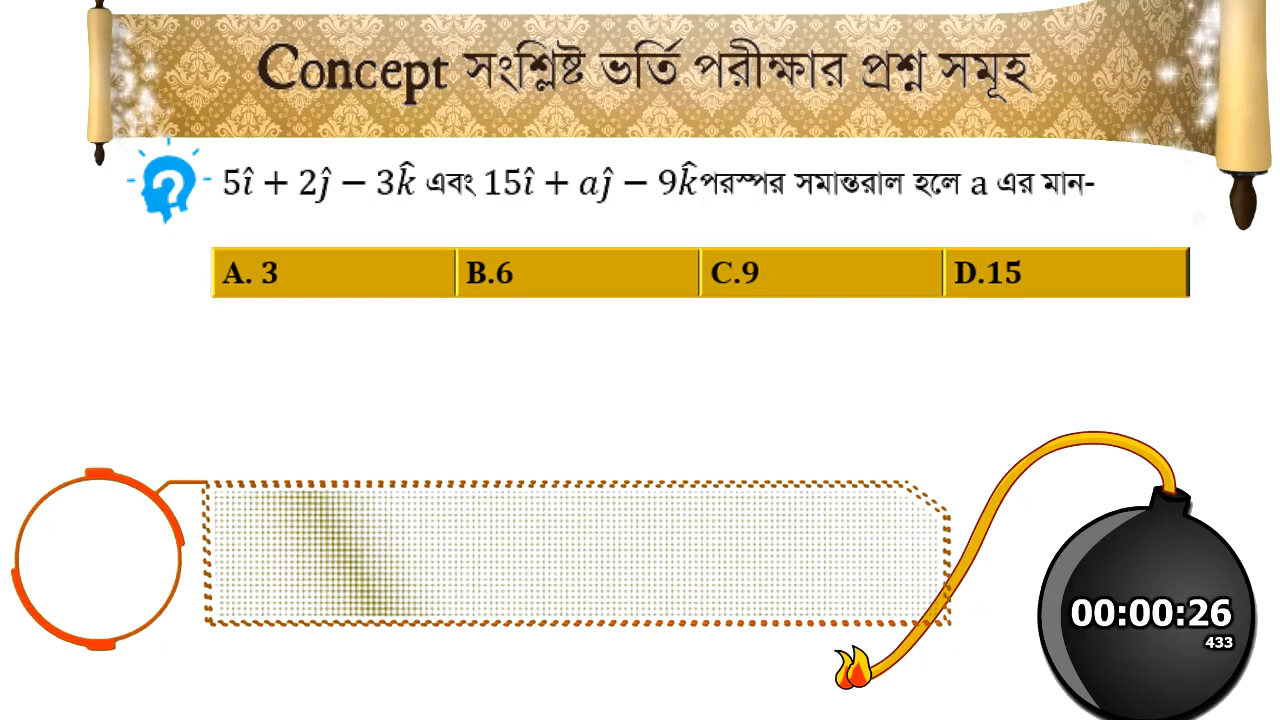 Concept সংশ্লিষ্ট ভর্তি পরীক্ষার প্রশ্ন সমূহ
5î + 2ĵ − 3k̂ এবং 15î + aĵ − 9k̂পরস্পর সমান্তরাল হলে a এর মান-
A. 3 B.6 C.9 D.15
00:00:26
433